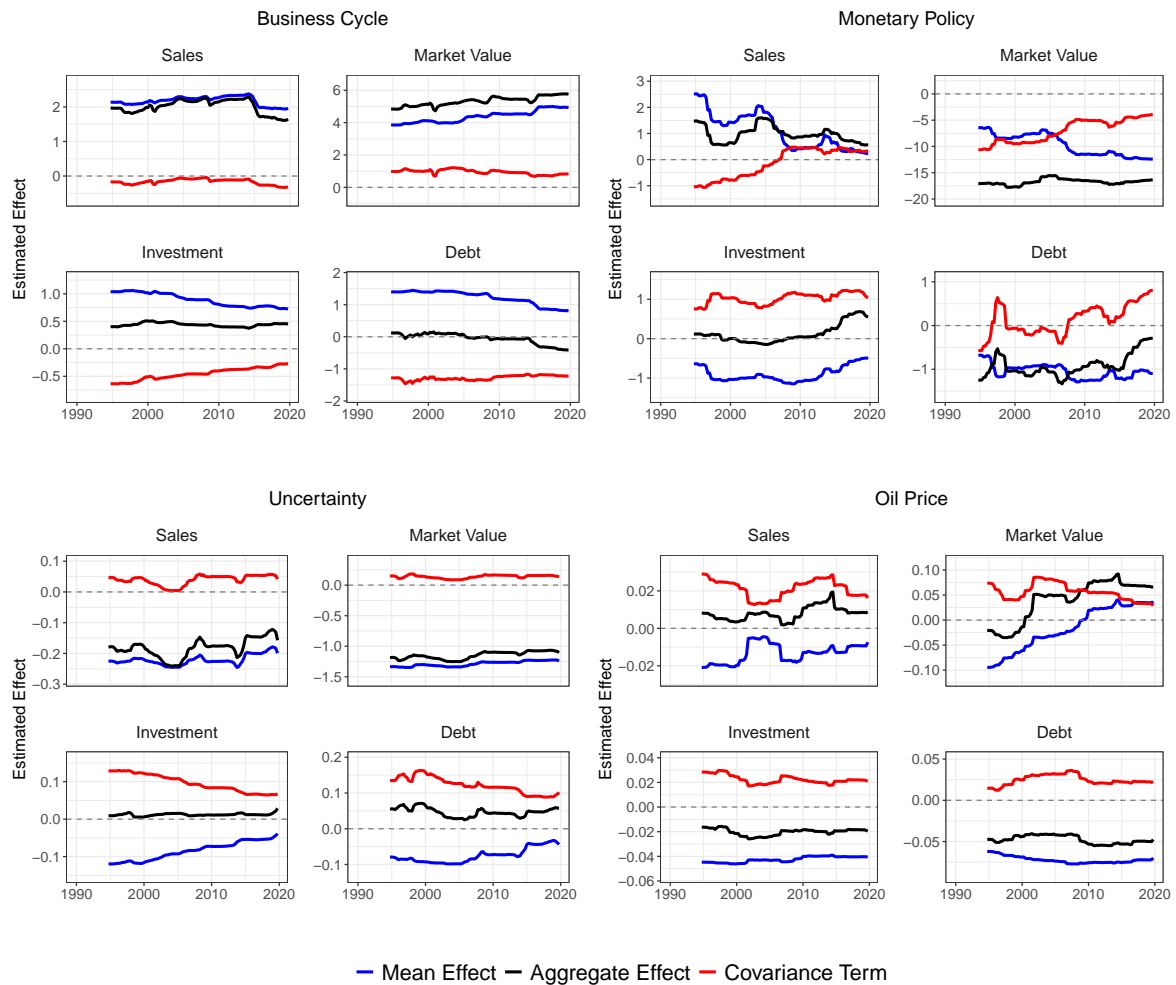 Business Cycle
Monetary Policy
Sales
Market Value
Sales
Market Value
Estimated Effect
0
2
0
2
4
6
−1
0
1
2
3
−20
−15
−10
−5
0
Investment
Debt
Investment
Debt
−0.5
0.0
0.5
1.0
−2
−1
0
1
2
−1
0
1
−1
0
1
1990 2000 2010 2020
1990 2000 2010 2020
Estimated Effect
1990 2000 2010 2020
1990 2000 2010 2020
Uncertainty
Oil Price
Sales
Market Value
Sales
Market Value
Estimated Effect
−0.3
−0.2
−0.1
0.0
0.1
−1.5
−1.0
−0.5
0.0
−0.02
0.00
0.02
−0.10
−0.05
0.00
0.05
0.10
Investment
Debt
Investment
Debt
−0.1
0.0
0.1
−0.1
0.0
0.1
0.2
−0.06
−0.04
−0.02
0.00
0.02
0.04
−0.05
0.00
0.05
1990 2000 2010 2020
1990 2000 2010 2020
Estimated Effect
1990 2000 2010 2020
1990 2000 2010 2020
Mean Effect Aggregate Effect Covariance Term